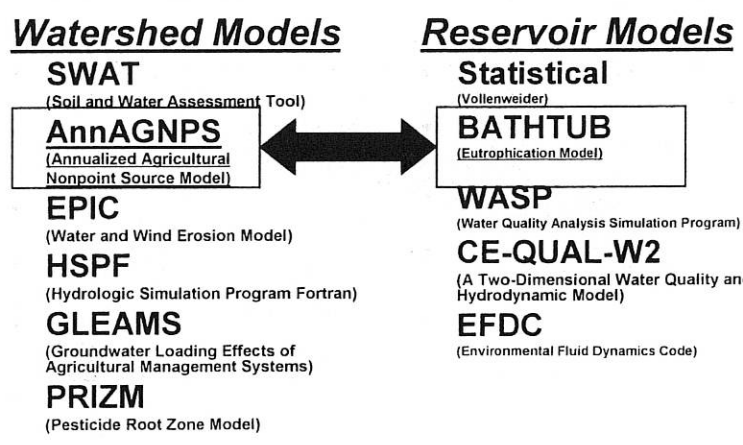 Watershed Models
SWAT
(Soil and Water Assessment Tool)
AnnAGNPS
(Annualized Agricultural
Nonpoint Source Model)
EPIC
(Water and Wind Erosion Model)
HSPF
(Hydrologic Simulation Program Fortran)
GLEAMS
(Groundwater Loading Effects of
Agricultural Management Systems)
PRIZM
(Pesticide Root Zone Model)
Reservoir Models
Statistical
(Vollenweider)
BATHTUB
(Eutrophication Model)
WASP
(Water Quality Analysis Simulation Program)
CE-QUAL-W2
(A Two-Dimensional Water Quality an
Hydrodynamic Model)
EFDC
(Environmental Fluid Dynamics Code)